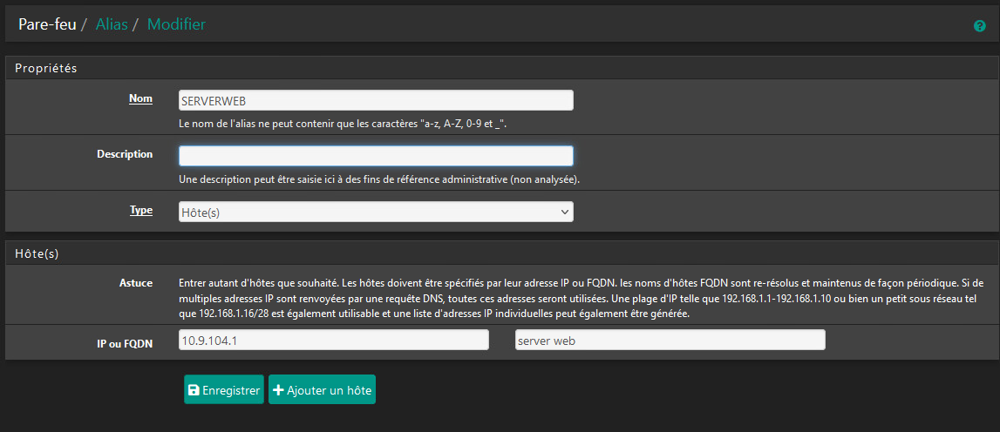 Pare-feu / Alias / Modifier
Propriétés
Nom
SERVERWEB
Le nom de l'alias ne peut contenir que les caractères "a-z, A-Z, 0-9 et _".
Description
Une description peut être saisie ici à des fins de référence administrative (non analysée).
Type
Hôte(s)
Hôte(s)
Astuce
Entrer autant d'hôtes que souhaité. Les hôtes doivent être spécifiés par leur adresse IP ou FQDN. les noms d'hôtes FQDN sont re-résolus et maintenus de façon périodique. Si de
multiples adresses IP sont renvoyées par une requête DNS, toutes ces adresses seront utilisées. Une plage d'IP telle que 192.168.1.1-192.168.1.10 ou bien un petit sous réseau tel
que 192.168.1.16/28 est également utilisable et une liste d'adresses IP individuelles peut également être générée.
IP ou FQDN
10.9.104.1
server web
Enregistrer
Ajouter un hôte